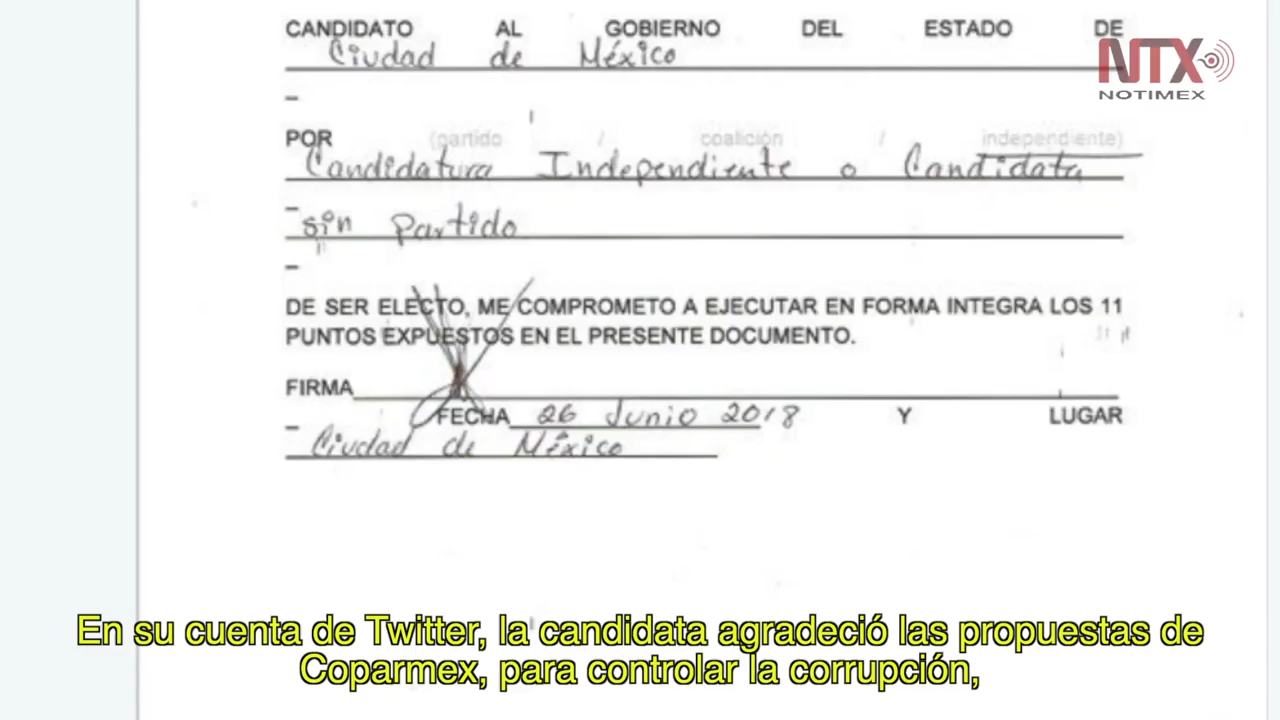 CANDIDATO AL GOBIERNO DEL ESTADO DE
Ciudad de México
NTX
NOTIMEX
POR (partido / coalición / independiente)
Candidatura Independiente o Candidata
sin partido
DE SER ELECTO, ME COMPROMETO A EJECUTAR EN FORMA INTEGRA LOS 11
PUNTOS EXPUESTOS EN EL PRESENTE DOCUMENTO.
FIRMA
FECHA 26 Junio 2018 Y LUGAR
Ciudad de México
En su cuenta de Twitter, la candidata agradeció las propuestas de
Coparmex, para controlar la corrupción,